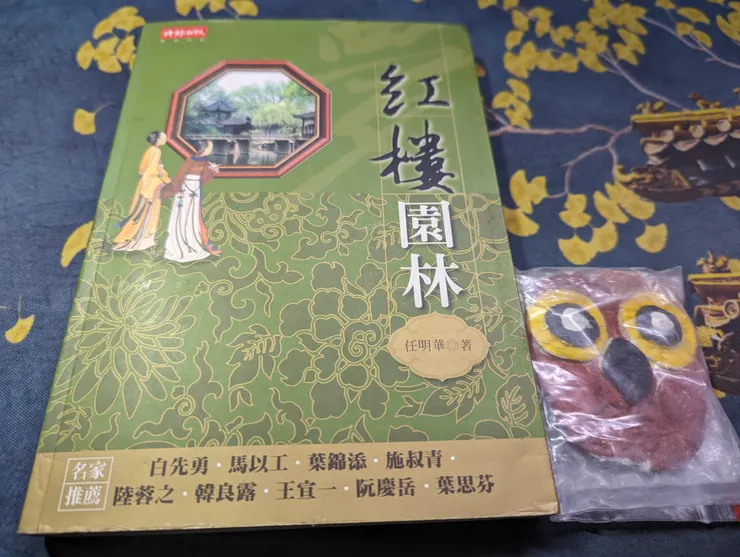 時報出版
紅樓園林
任明華◎著
名家推薦
白先勇・馬以工・葉錦添・施叔青・
陸蓉之・韓良露・王宣一・阮慶岳・葉思芬